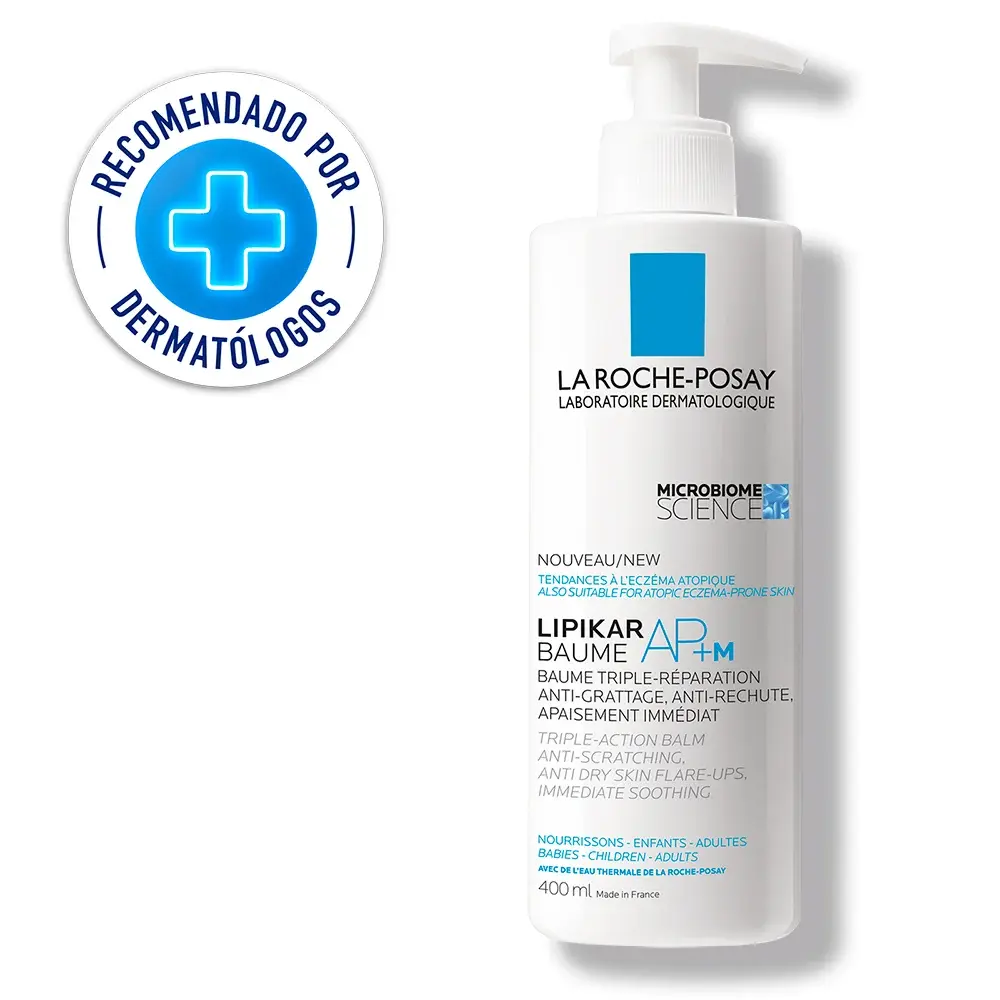 RECOMENDADO POR
DERMATÓLOGOS
LA ROCHE-POSAY
LABORATOIRE DERMATOLOGIQUE
MICROBIOME
SCIENCE
NOUVEAU/NEW
TENDANCES À L'ECZÉMA ATOPIQUE
ALSO SUITABLE FOR ATOPIC ECZEMA-PRONE SKIN
LIPIKAR
BAUME AP+M
BAUME TRIPLE-RÉPARATION
ANTI-GRATTAGE, ANTI-RECHUTE,
APAISEMENT IMMÉDIAT
TRIPLE-ACTION BALM
ANTI-SCRATCHING,
ANTI DRY SKIN FLARE-UPS,
IMMEDIATE SOOTHING
NOURRISSONS - ENFANTS - ADULTES
BABIES - CHILDREN - ADULTS
AVEC DE L'EAU THERMALE DE LA ROCHE-POSAY
400 ml Made in France